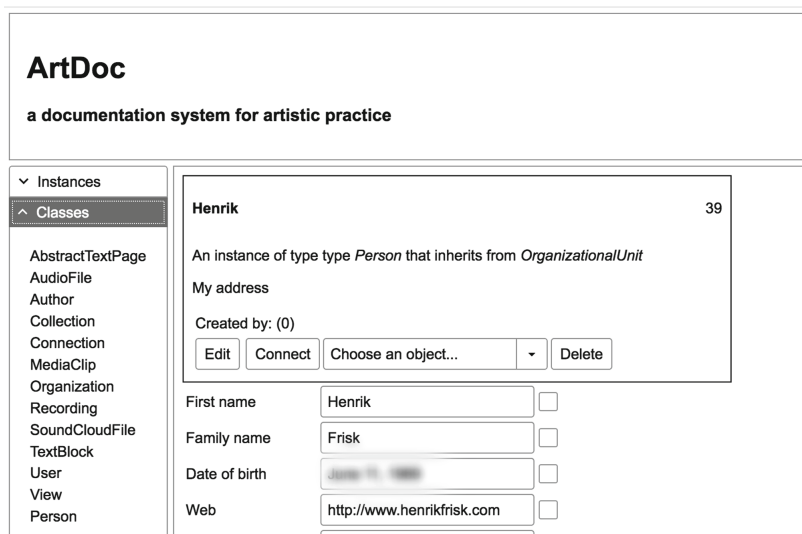 ArtDoc
a documentation system for artistic practice
Instances
Classes
AbstractTextPage
AudioFile
Author
Collection
Connection
MediaClip
Organization
Recording
SoundCloudFile
TextBlock
User
View
Person
Henrik 39
An instance of type type Person that inherits from OrganizationalUnit
My address
Created by: (0)
Edit Connect Choose an object... Delete
First name Henrik
Family name Frisk
Date of birth
Web http://www.henrikfrisk.com